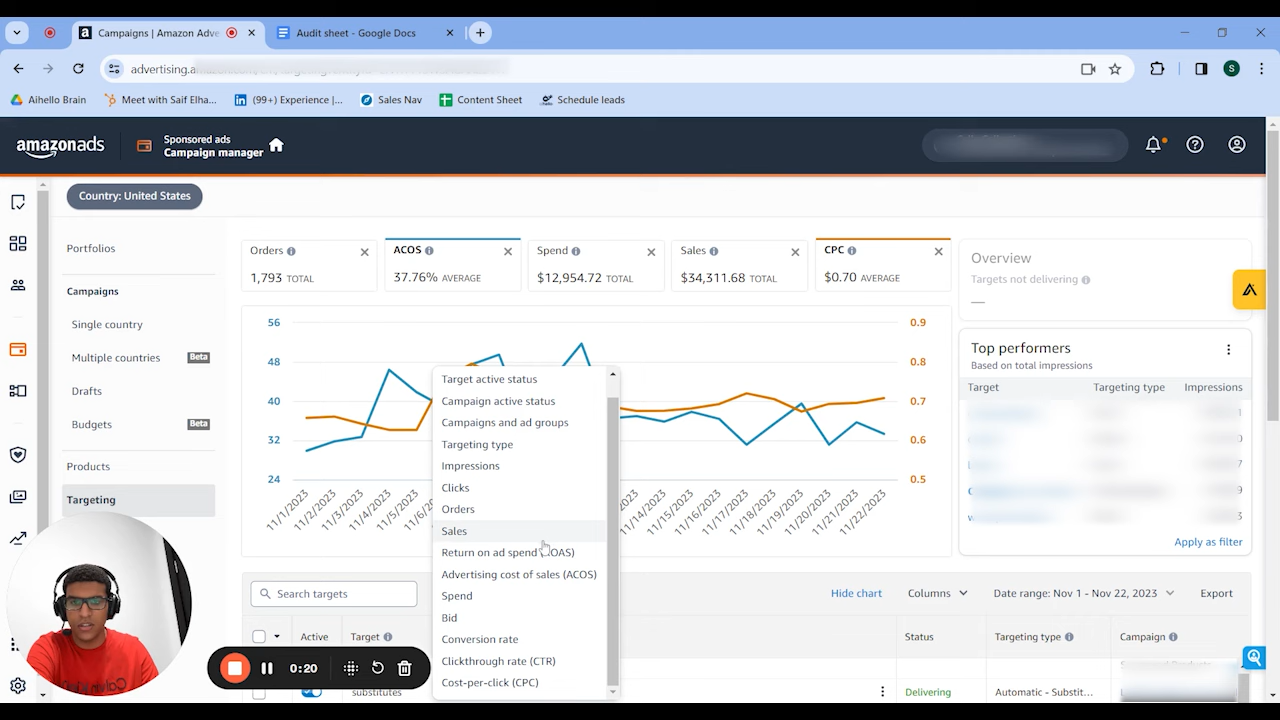 Campaigns | Amazon Adve
Audit sheet - Google Docs
advertising.a
Aihello Brain
Meet with Saif Elha...
(99+) Experience |...
Sales Nav
Content Sheet
Schedule leads
S
amazonads
Sponsored ads
Campaign manager
Country: United States
Portfolios
Campaigns
Single country
Multiple countries Beta
Drafts
Budgets Beta
Products
Targeting
Orders
1,793 TOTAL
ACOS
37.76% AVERAGE
Spend
$12,954.72 TOTAL
Sales
$34,311.68 TOTAL
CPC
$0.70 AVERAGE
Overview
Targets not delivering
—
Top performers
Based on total impressions
Target Targeting type Impressions
Apply as filter
56
48
40
32
24
0.9
0.8
0.7
0.6
0.5
11/1/2023
11/2/2023
11/3/2023
11/4/2023
11/5/2023
11/14/2023
11/15/2023
11/16/2023
11/17/2023
11/18/2023
11/19/2023
11/20/2023
11/21/2023
11/22/2023
Target active status
Campaign active status
Campaigns and ad groups
Targeting type
Impressions
Clicks
Orders
Sales
Return on ad spend
Advertising cost of sales (ACOS)
Spend
Bid
Conversion rate
Clickthrough rate (CTR)
Cost-per-click (CPC)
Search targets
Hide chart
Columns
Date range: Nov 1 - Nov 22, 2023
Export
Active Target Status Targeting type Campaign
substitutes Delivering Automatic - Substit...
0:20